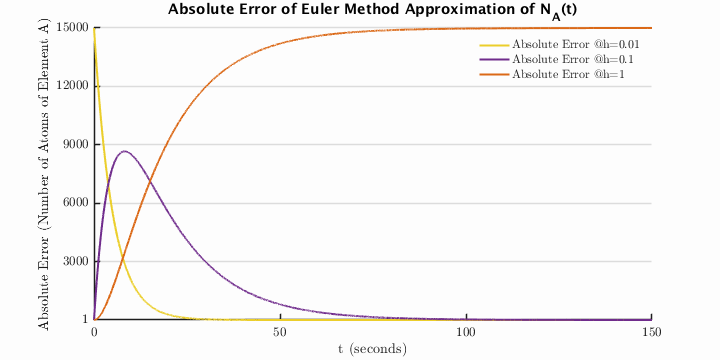 Absolute Error of Euler Method Approximation of N_A(t)
Absolute Error (Number of Atoms of Element A)
15000
12000
9000
6000
3000
1
Absolute Error @h=0.01
Absolute Error @h=0.1
Absolute Error @h=1
0 50 100 150
t (seconds)